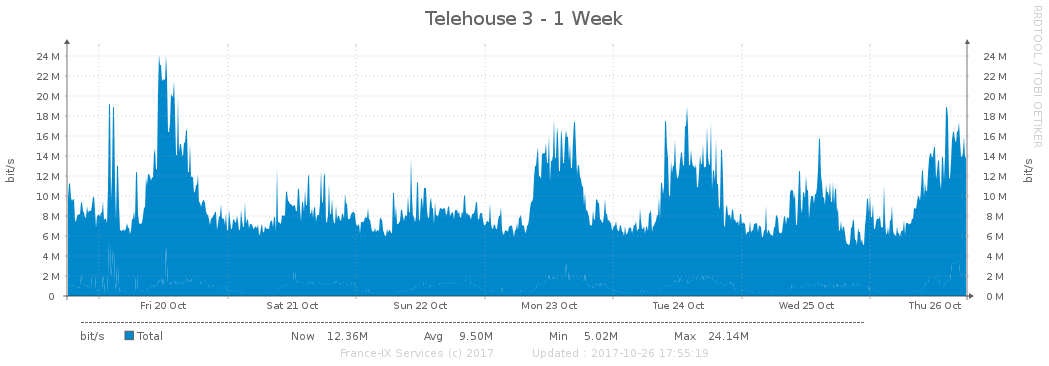 Telehouse 3 - 1 Week
RRDTOOL / TOBI OETIKER
bit/s
24 M 24 M
22 M 22 M
20 M 20 M
18 M 18 M
16 M 16 M
14 M 14 M
12 M 12 M
10 M 10 M
8 M 8 M
6 M 6 M
4 M 4 M
2 M 2 M
0 0 M
bit/s
Fri 20 Oct Sat 21 Oct Sun 22 Oct Mon 23 Oct Tue 24 Oct Wed 25 Oct Thu 26 Oct
bit/s Total Now 12.36M Avg 9.50M Min 5.02M Max 24.14M
France-IX Services (c) 2017 Updated : 2017-10-26 17:55:19